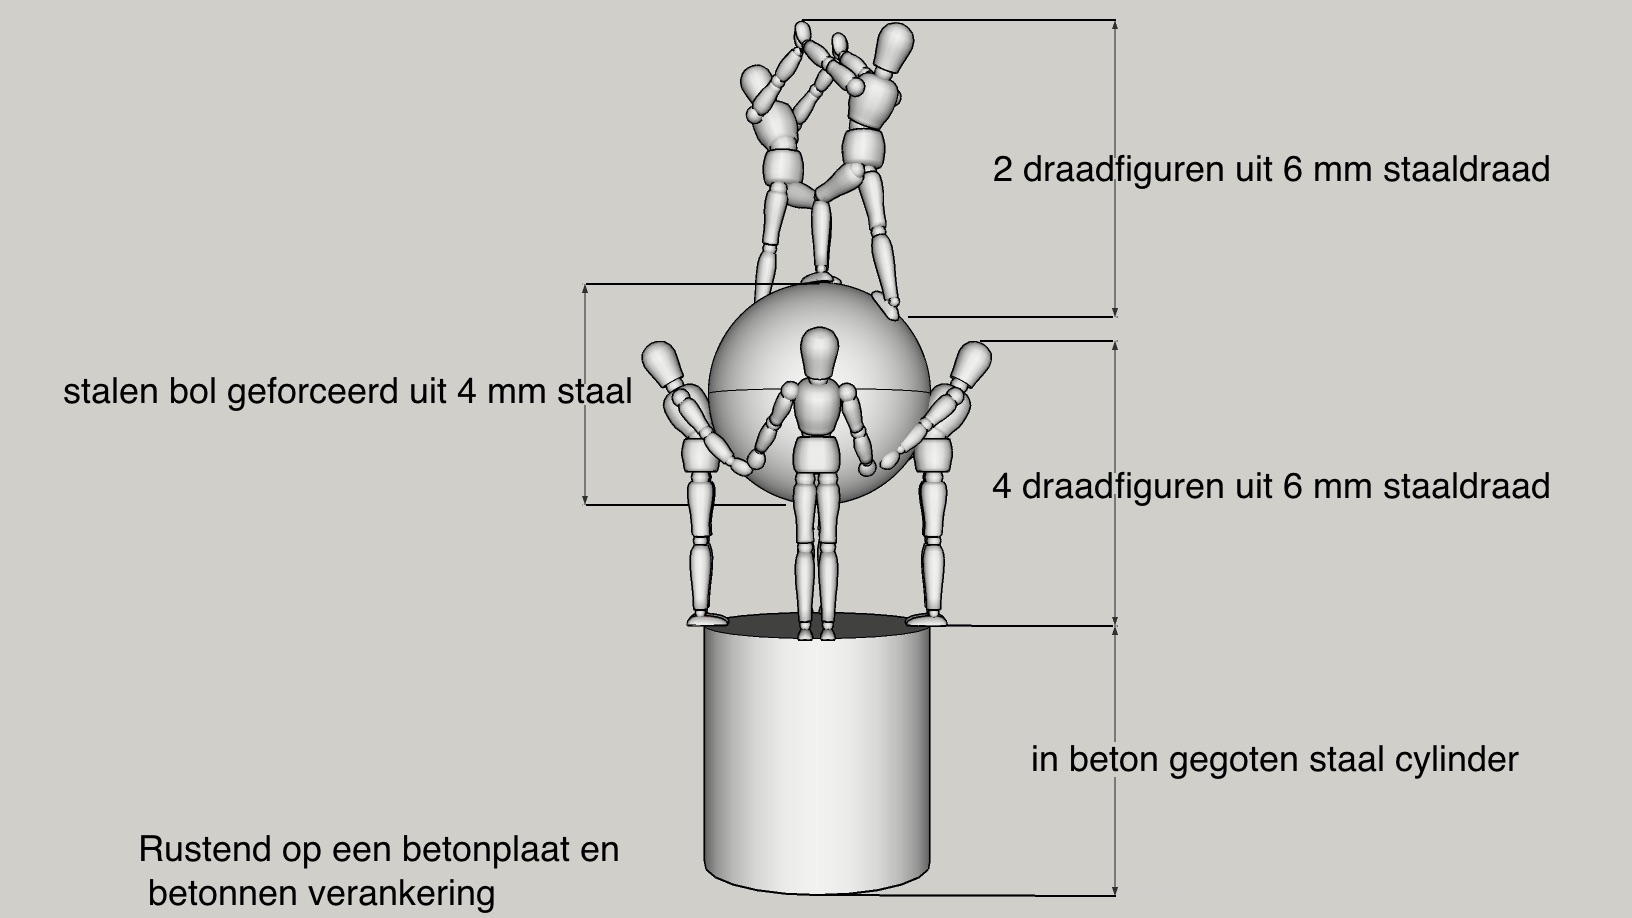 2 draadfiguren uit 6 mm staaldraad
stalen bol geforceerd uit 4 mm staal
4 draadfiguren uit 6 mm staaldraad
in beton gegoten staal cylinder
Rustend op een betonplaat en
betonnen verankering